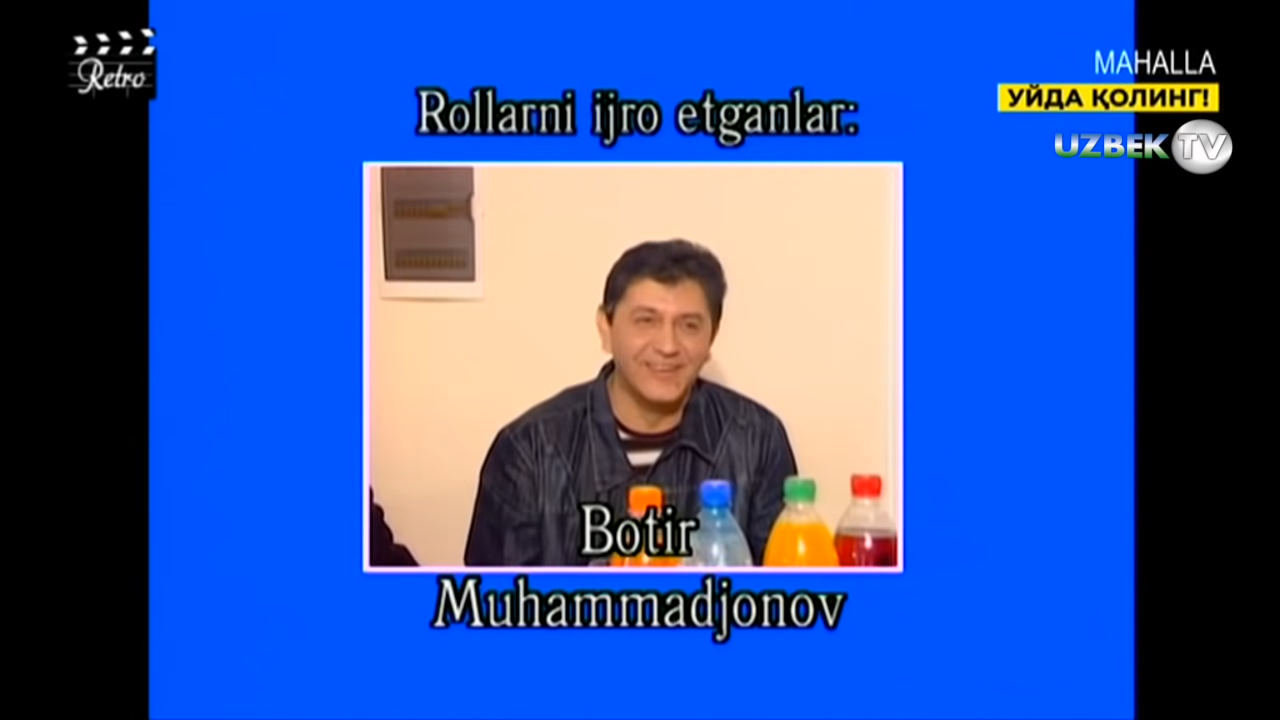 Retro
MAHALLA
УЙДА ҚОЛИНГ!
UZBEK TV
Rollarni ijro etganlar:
Botir
Muhammadjonov